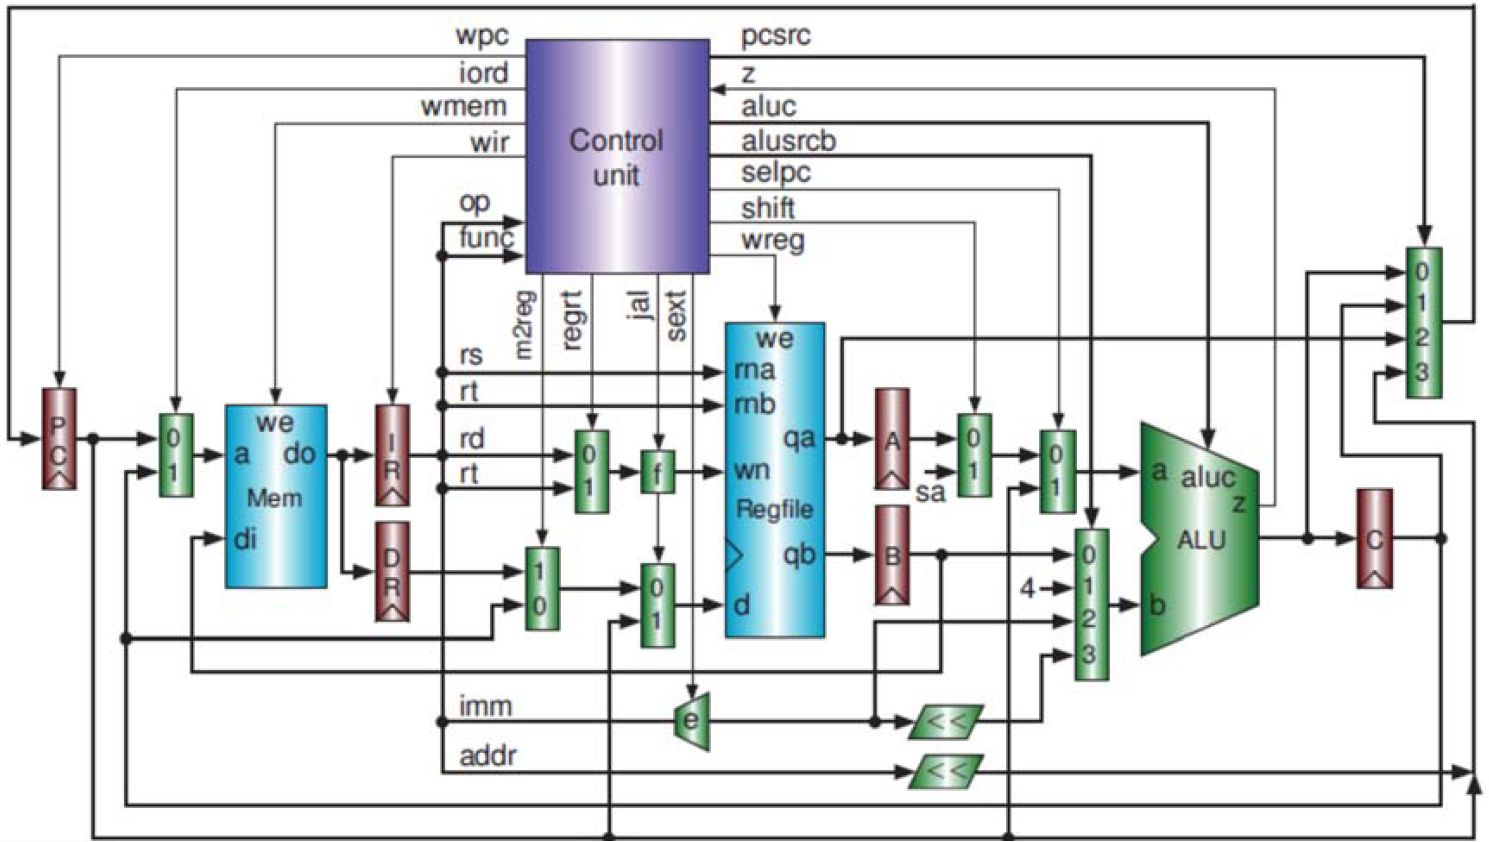 wpc
iord
wmem
wir
op
func
Control
unit
pcsrc
z
aluc
alusrcb
selpc
shift
wreg
m2reg
regrt
jal
sext
rs
rt
rd
rt
imm
addr
P
C
0
1
we
a do
Mem
di
I
R
D
R
0
1
f
1
0
0
1
e
we
rna
rnb
qa
wn
Regfile
qb
d
A
B
0
1
sa
0
1
0
4
1
2
3
<<
<<
a aluc
z
ALU
b
C
0
1
2
3